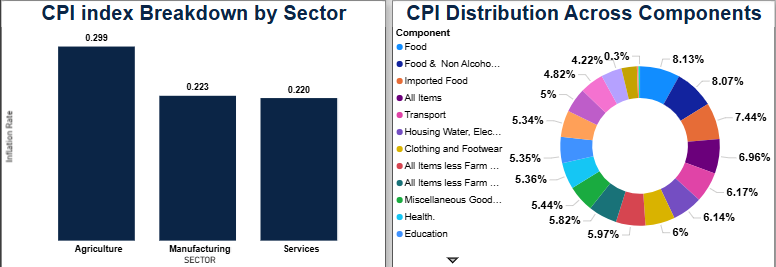 CPI index Breakdown by Sector
0.299
0.223
0.220
Inflation Rate
Agriculture
Manufacturing
Services
SECTOR
CPI Distribution Across Components
Component
Food
Food & Non Alcoho...
Imported Food
All Items
Transport
Housing Water, Elec...
Clothing and Footwear
All Items less Farm ...
All Items less Farm ...
Miscellaneous Good...
Health.
Education
8.13%
8.07%
7.44%
6.96%
6.17%
6.14%
6%
5.97%
5.82%
5.44%
5.36%
5.35%
5.34%
5%
4.82%
4.22%
0.3%